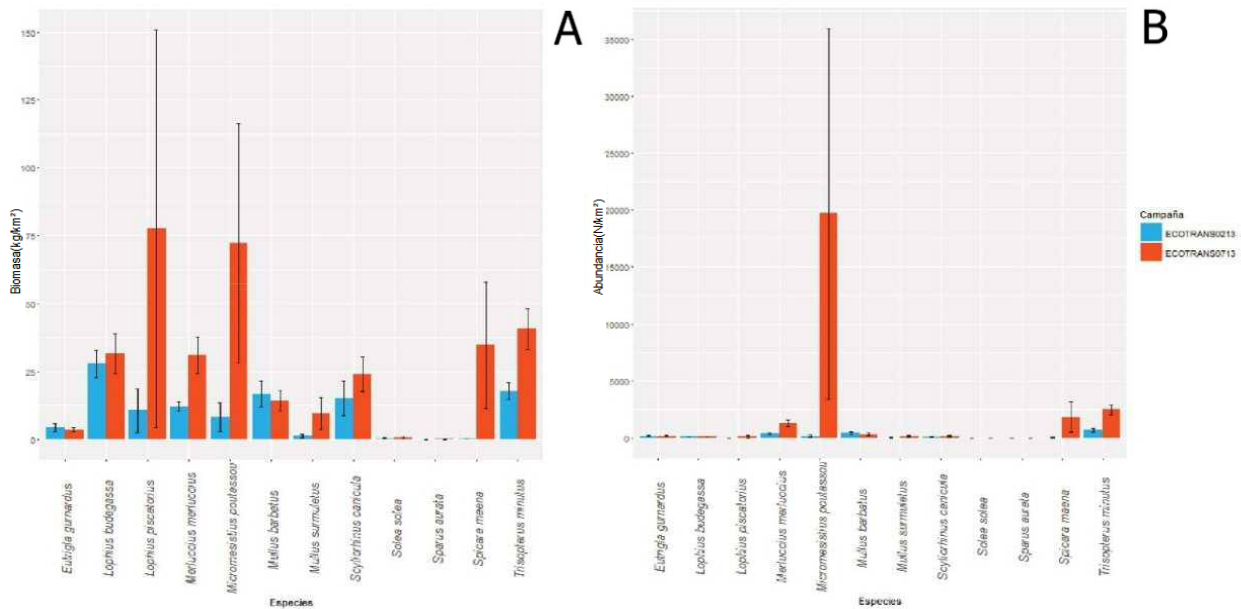 A
Biomasa(kg/km²)
150
125
100
75
50
25
0
Eutrigla gurnardus
Lophius budegassa
Lophius piscatorius
Merluccius merluccius
Micromesistius poutassou
Mullus barbatus
Mullus surmuletus
Scyliorhinus canicula
Solea solea
Sparus aurata
Spicara maena
Trisopterus minutus
Especies
B
Abundancia(N/km²)
35000
30000
25000
20000
15000
10000
5000
0
Eutrigla gurnardus
Lophius budegassa
Lophius piscatorius
Merluccius merluccius
Micromesistius poutassou
Mullus barbatus
Mullus surmuletus
Scyliorhinus canicula
Solea solea
Sparus aurata
Spicara maena
Trisopterus minutus
Especies
Campaña
ECOTRANS0213
ECOTRANS0713